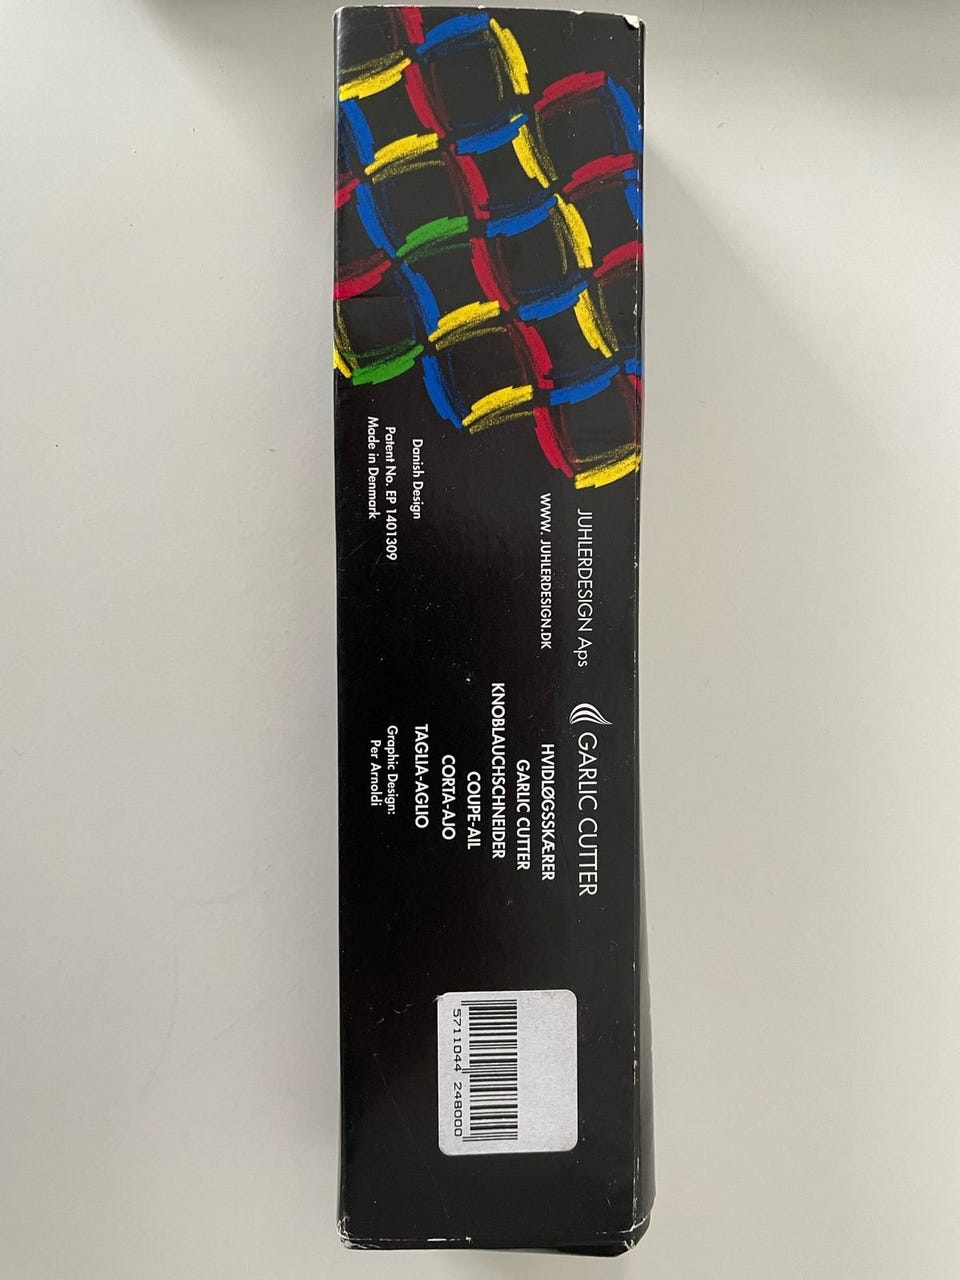 JUHLERDESIGN Aps
WWW. JUHLERDESIGN.DK
Danish Design
Patent No. EP 1401309
Made in Denmark
GARLIC CUTTER
HVIDLØGSSKÆRER
GARLIC CUTTER
KNOBLAUCHSCHNEIDER
COUPE-AIL
CORTA-AJO
TAGLIA-AGLIO
Graphic Design:
Per Arnoldi
5711044 248000